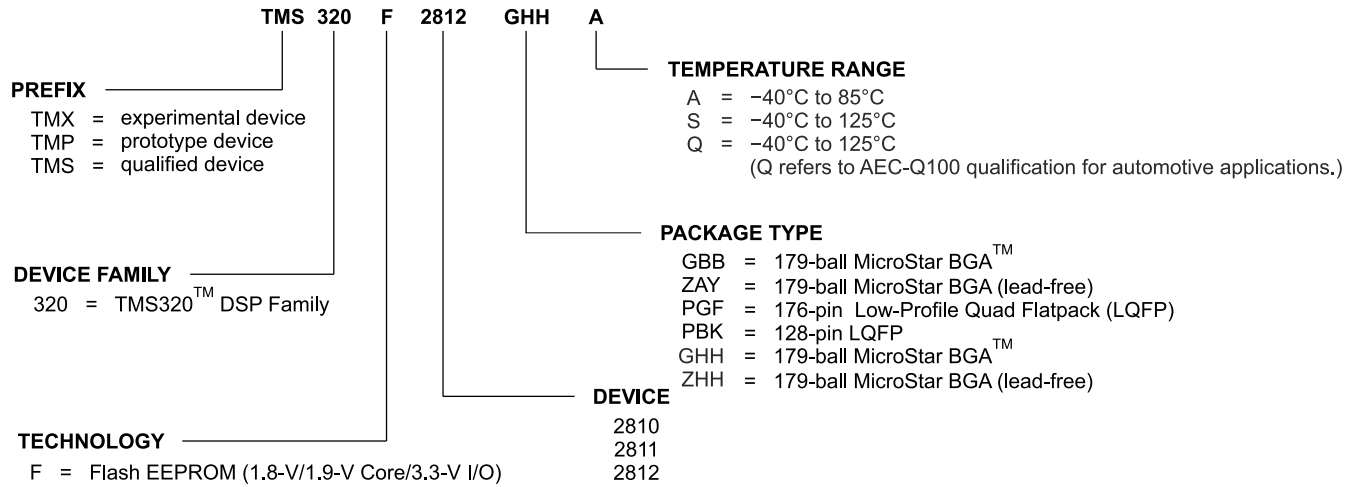 TMS 320 F 2812 GHH A
PREFIX
TMX = experimental device
TMP = prototype device
TMS = qualified device
TEMPERATURE RANGE
A = −40°C to 85°C
S = −40°C to 125°C
Q = −40°C to 125°C
(Q refers to AEC-Q100 qualification for automotive applications.)
DEVICE FAMILY
320 = TMS320TM DSP Family
PACKAGE TYPE
GBB = 179-ball MicroStar BGATM
ZAY = 179-ball MicroStar BGA (lead-free)
PGF = 176-pin Low-Profile Quad Flatpack (LQFP)
PBK = 128-pin LQFP
GHH = 179-ball MicroStar BGATM
ZHH = 179-ball MicroStar BGA (lead-free)
TECHNOLOGY
F = Flash EEPROM (1.8-V/1.9-V Core/3.3-V I/O)
DEVICE
2810
2811
2812